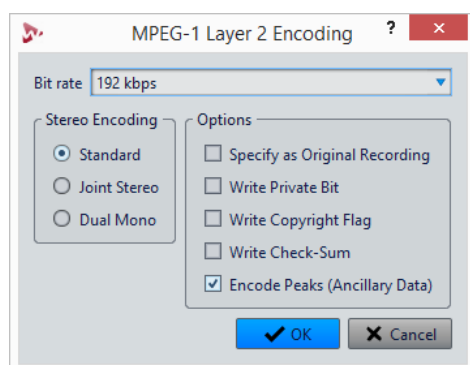 MPEG-1 Layer 2 Encoding ? ×
Bit rate 192 kbps
Stereo Encoding
Standard
Joint Stereo
Dual Mono
Options
Specify as Original Recording
Write Private Bit
Write Copyright Flag
Write Check-Sum
Encode Peaks (Ancillary Data)
OK
Cancel